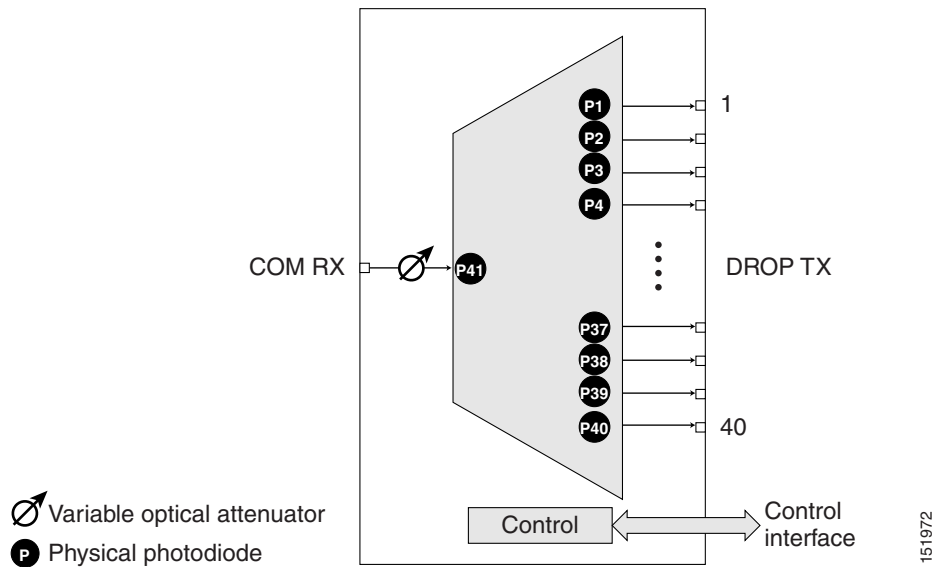 P1
1
P2
P3
P4
COM RX
P41
DROP TX
P37
P38
P39
P40
40
Variable optical attenuator
Control
Control
interface
P
Physical photodiode
151972